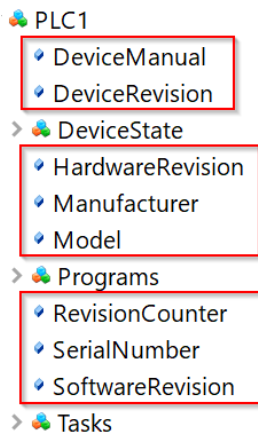 PLC1
DeviceManual
DeviceRevision
DeviceState
HardwareRevision
Manufacturer
Model
Programs
RevisionCounter
SerialNumber
SoftwareRevision
Tasks